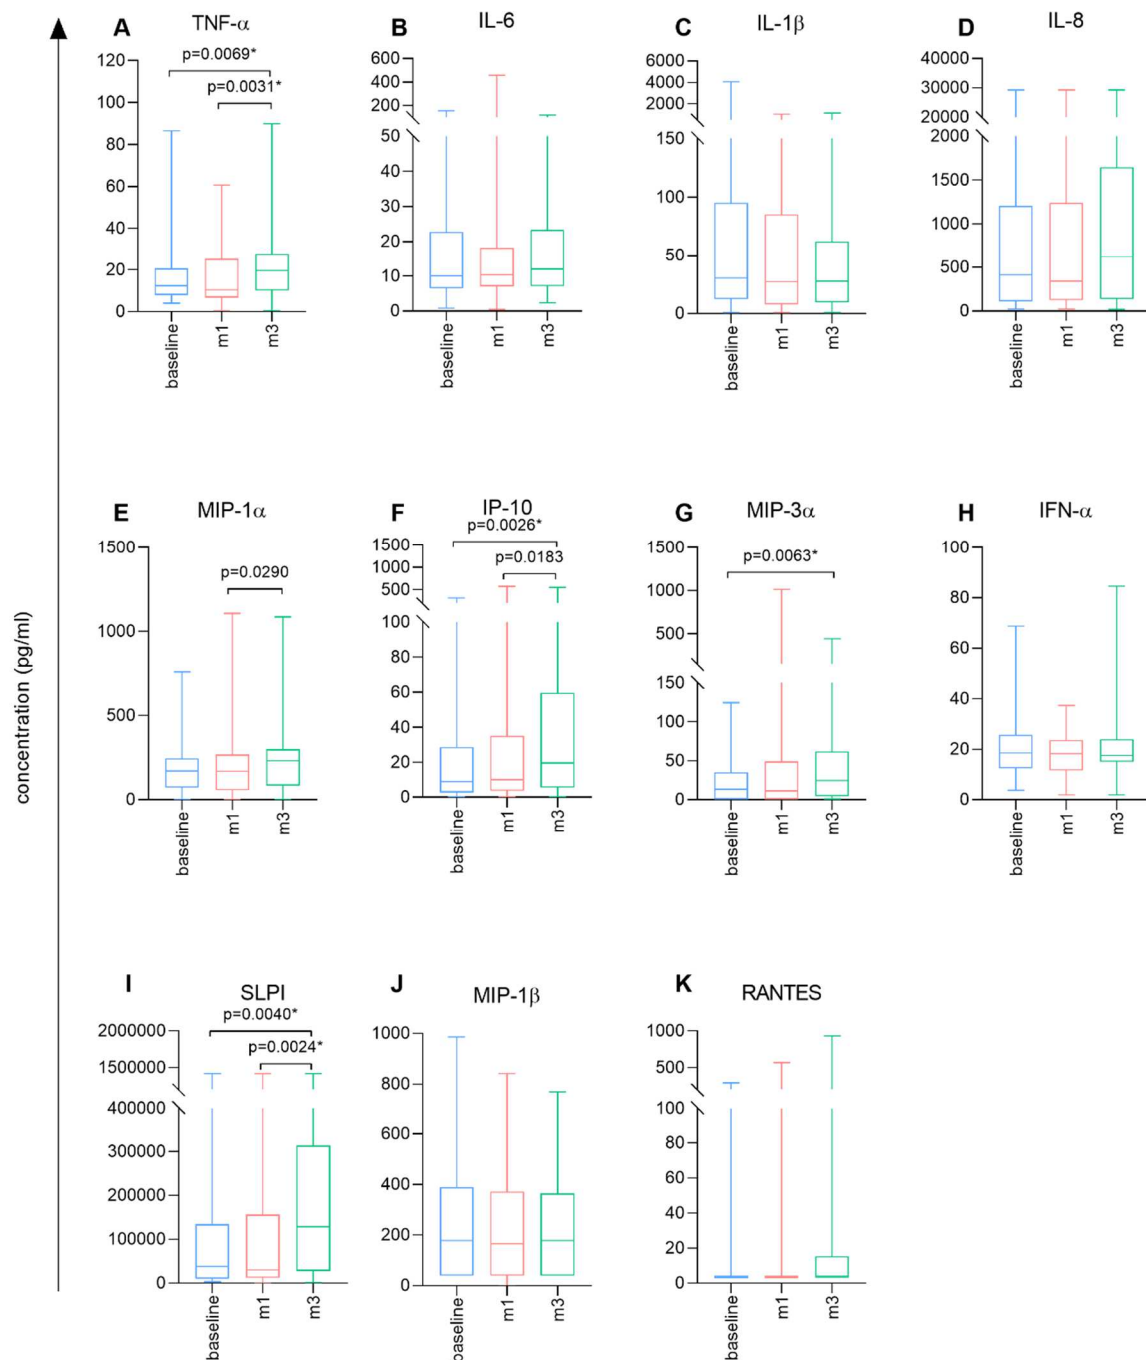 concentration (pg/ml)
A
TNF-α
p=0.0069*
p=0.0031*
120
100
80
60
40
20
0
baseline
m1
m3
B
IL-6
600
400
200
50
40
30
20
10
0
baseline
m1
m3
C
IL-1β
6000
4000
2000
150
100
50
0
baseline
m1
m3
D
IL-8
40000
30000
20000
2000
1500
1000
500
0
baseline
m1
m3
E
MIP-1α
p=0.0290
1500
1000
500
0
baseline
m1
m3
F
IP-10
p=0.0026*
p=0.0183
1500
1000
500
100
80
60
40
20
0
baseline
m1
m3
G
MIP-3α
p=0.0063*
1500
1000
500
150
100
50
0
baseline
m1
m3
H
IFN-α
100
80
60
40
20
0
baseline
m1
m3
I
SLPI
p=0.0040*
p=0.0024*
2000000
1500000
400000
300000
200000
100000
0
baseline
m1
m3
J
MIP-1β
1000
800
600
400
200
0
baseline
m1
m3
K
RANTES
1000
500
100
80
60
40
20
0
baseline
m1
m3